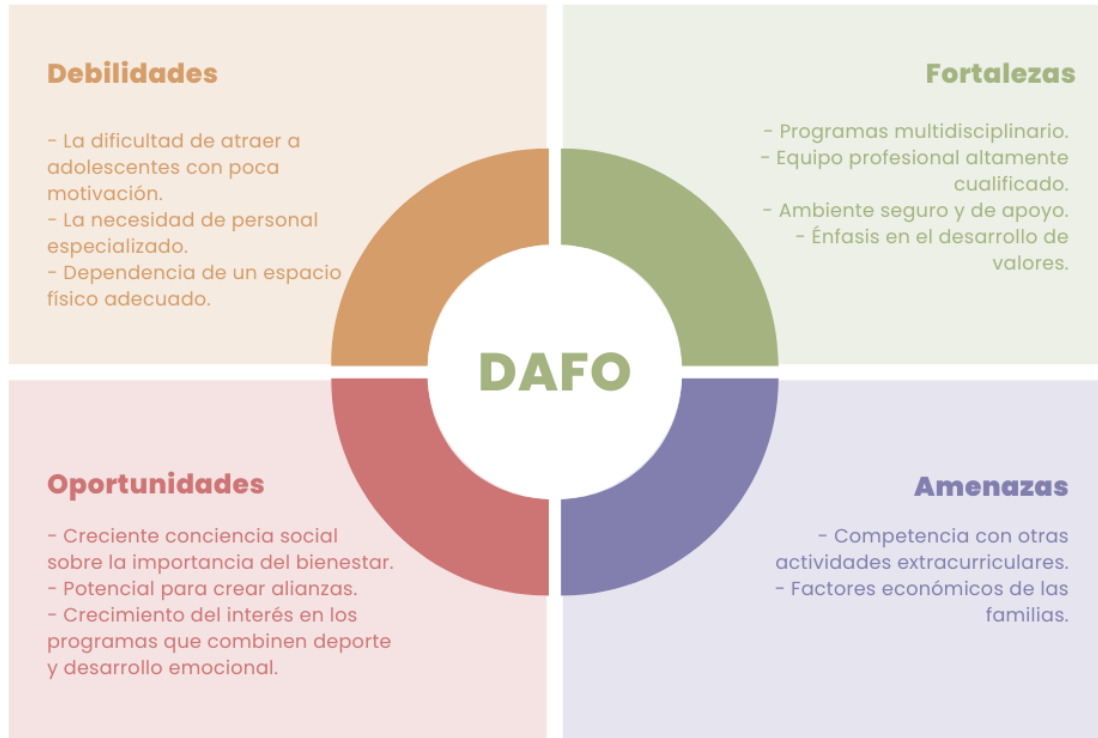 Debilidades
- La dificultad de atraer a
adolescentes con poca
motivación.
- La necesidad de personal
especializado.
- Dependencia de un espacio
físico adecuado.
Fortalezas
- Programas multidisciplinario.
- Equipo profesional altamente
cualificado.
- Ambiente seguro y de apoyo.
- Énfasis en el desarrollo de
valores.
DAFO
Oportunidades
- Creciente conciencia social
sobre la importancia del bienestar.
- Potencial para crear alianzas.
- Crecimiento del interés en los
programas que combinen deporte
y desarrollo emocional.
Amenazas
- Competencia con otras
actividades extracurriculares.
- Factores económicos de las
familias.